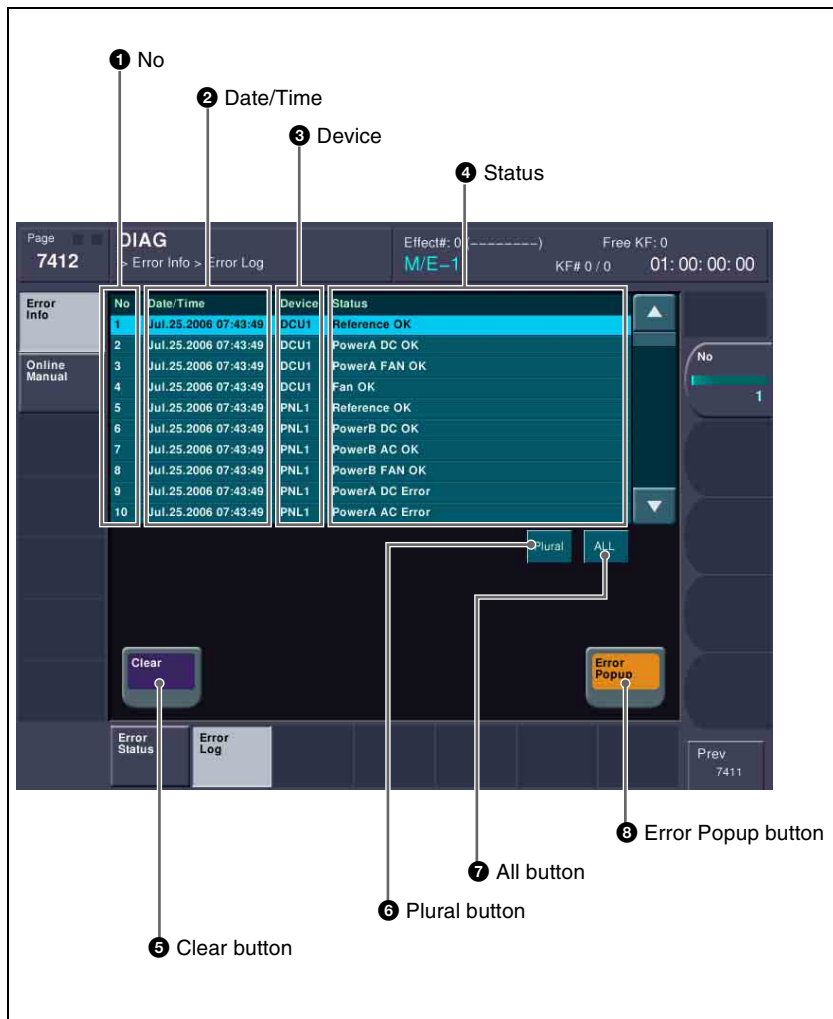 ❶ No
❷ Date/Time
❸ Device
❹ Status
Page
7412
DIAG
> Error Info > Error Log
Effect#: 0 (--------)
Free KF: 0
M/E-1
KF# 0 / 0
01: 00: 00: 00
Error
Info
Online
Manual
No Date/Time Device Status
1 Jul.25.2006 07:43:49 DCU1 Reference OK
2 Jul.25.2006 07:43:49 DCU1 PowerA DC OK
3 Jul.25.2006 07:43:49 DCU1 PowerA FAN OK
4 Jul.25.2006 07:43:49 DCU1 Fan OK
5 Jul.25.2006 07:43:49 PNL1 Reference OK
6 Jul.25.2006 07:43:49 PNL1 PowerB DC OK
7 Jul.25.2006 07:43:49 PNL1 PowerB AC OK
8 Jul.25.2006 07:43:49 PNL1 PowerB FAN OK
9 Jul.25.2006 07:43:49 PNL1 PowerA DC Error
10 Jul.25.2006 07:43:49 PNL1 PowerA AC Error
No
1
Plural
ALL
Clear
Error
Popup
Error
Status
Error
Log
Prev
7411
❽ Error Popup button
❼ All button
❻ Plural button
❺ Clear button